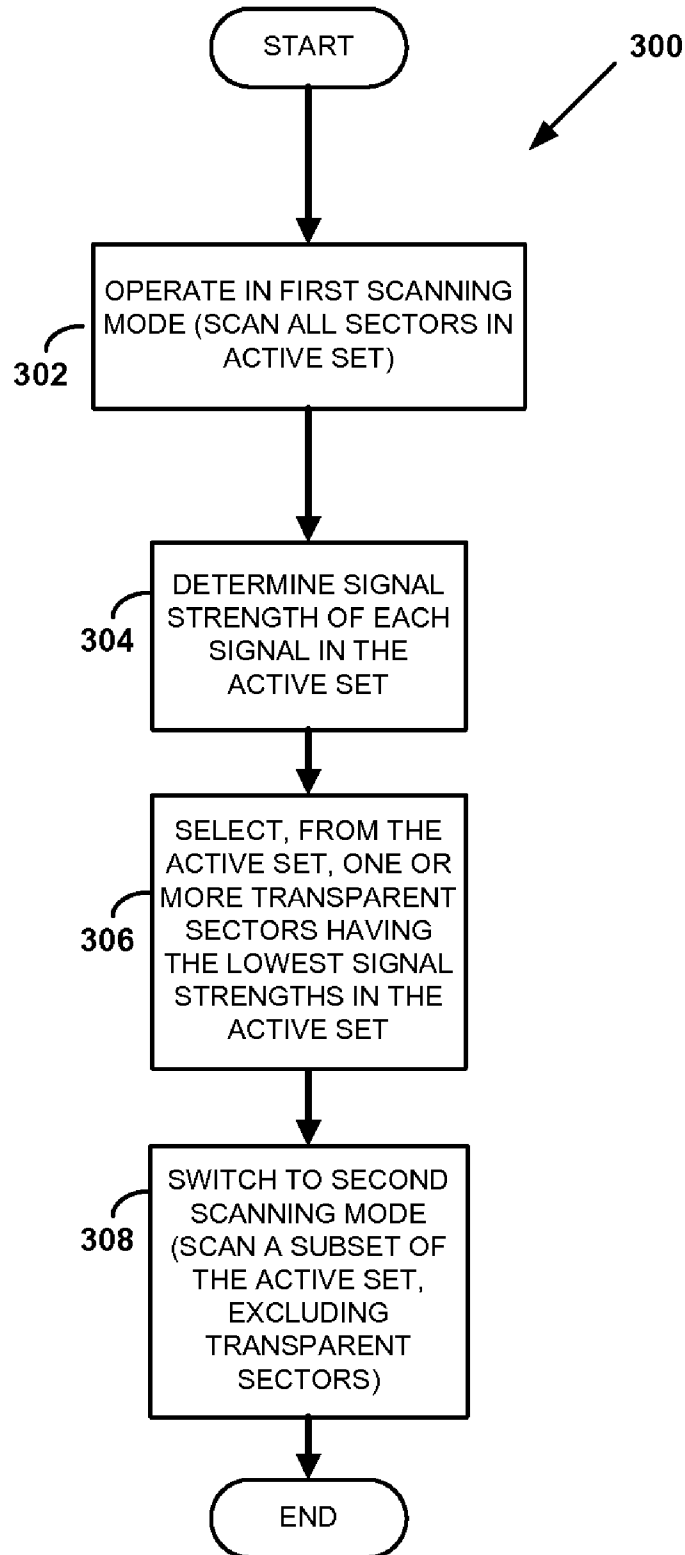 START
300
OPERATE IN FIRST SCANNING
MODE (SCAN ALL SECTORS IN
ACTIVE SET)
302
DETERMINE SIGNAL
STRENGTH OF EACH
SIGNAL IN THE
ACTIVE SET
304
SELECT, FROM THE
ACTIVE SET, ONE OR
MORE TRANSPARENT
SECTORS HAVING
THE LOWEST SIGNAL
STRENGTHS IN THE
ACTIVE SET
306
SWITCH TO SECOND
SCANNING MODE
(SCAN A SUBSET OF
THE ACTIVE SET,
EXCLUDING
TRANSPARENT
SECTORS)
308
END